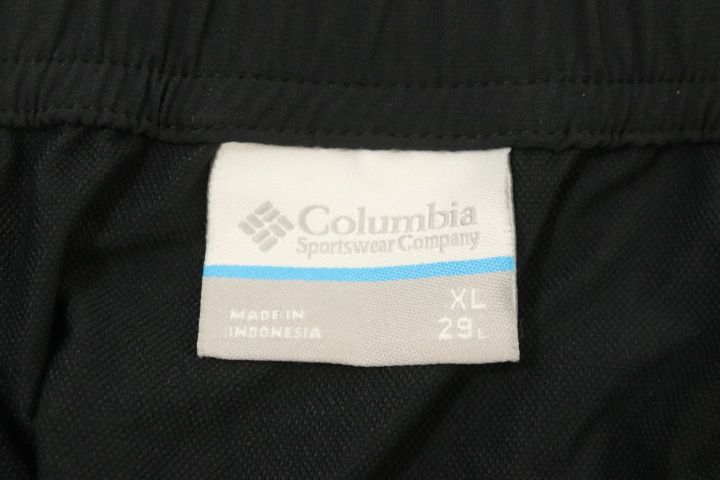 Columbia
Sportswear Company
MADE IN
INDONESIA
XL
29L